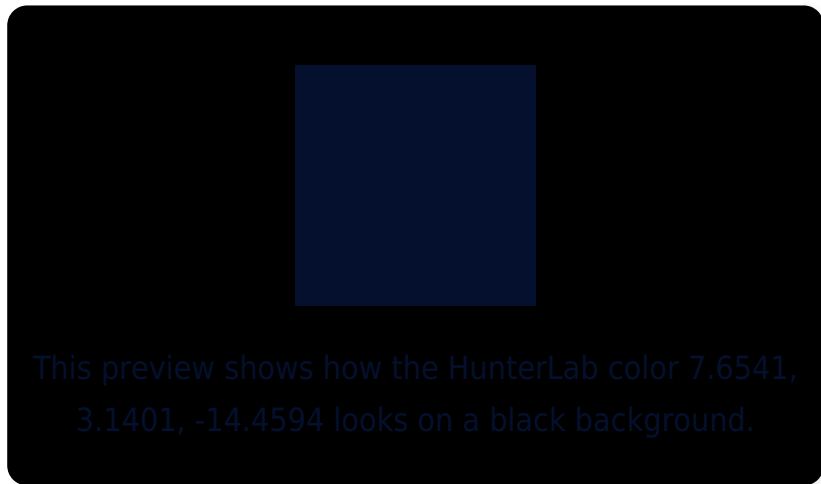 This preview shows how the HunterLab color 7.6541,
3.1401, -14.4594 looks on a black background.